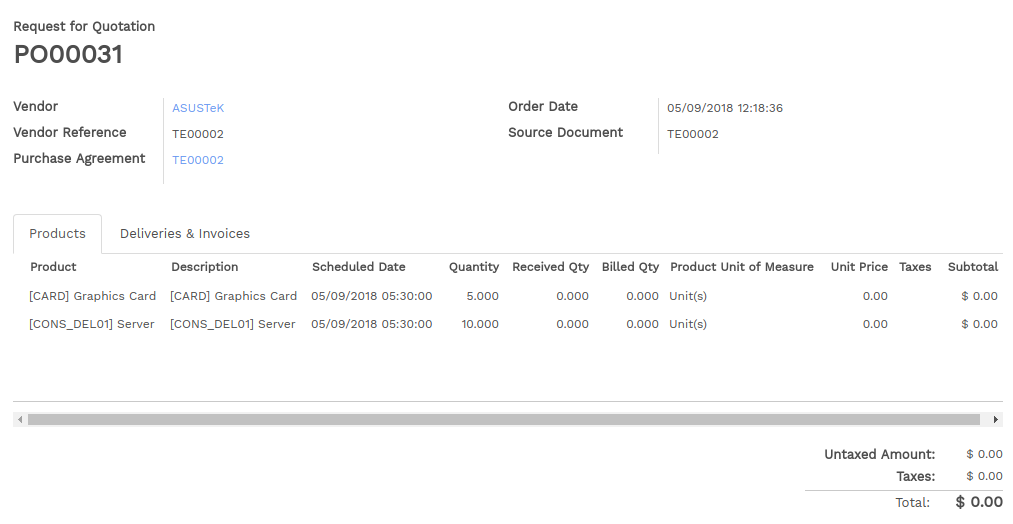 Request for Quotation
PO00031
Vendor ASUSTeK Order Date 05/09/2018 12:18:36
Vendor Reference TE00002 Source Document TE00002
Purchase Agreement TE00002
Products Deliveries & Invoices
Product Description Scheduled Date Quantity Received Qty Billed Qty Product Unit of Measure Unit Price Taxes Subtotal
[CARD] Graphics Card [CARD] Graphics Card 05/09/2018 05:30:00 5.000 0.000 0.000 Unit(s) 0.00 $ 0.00
[CONS_DEL01] Server [CONS_DEL01] Server 05/09/2018 05:30:00 10.000 0.000 0.000 Unit(s) 0.00 $ 0.00
Untaxed Amount: $ 0.00
Taxes: $ 0.00
Total: $ 0.00